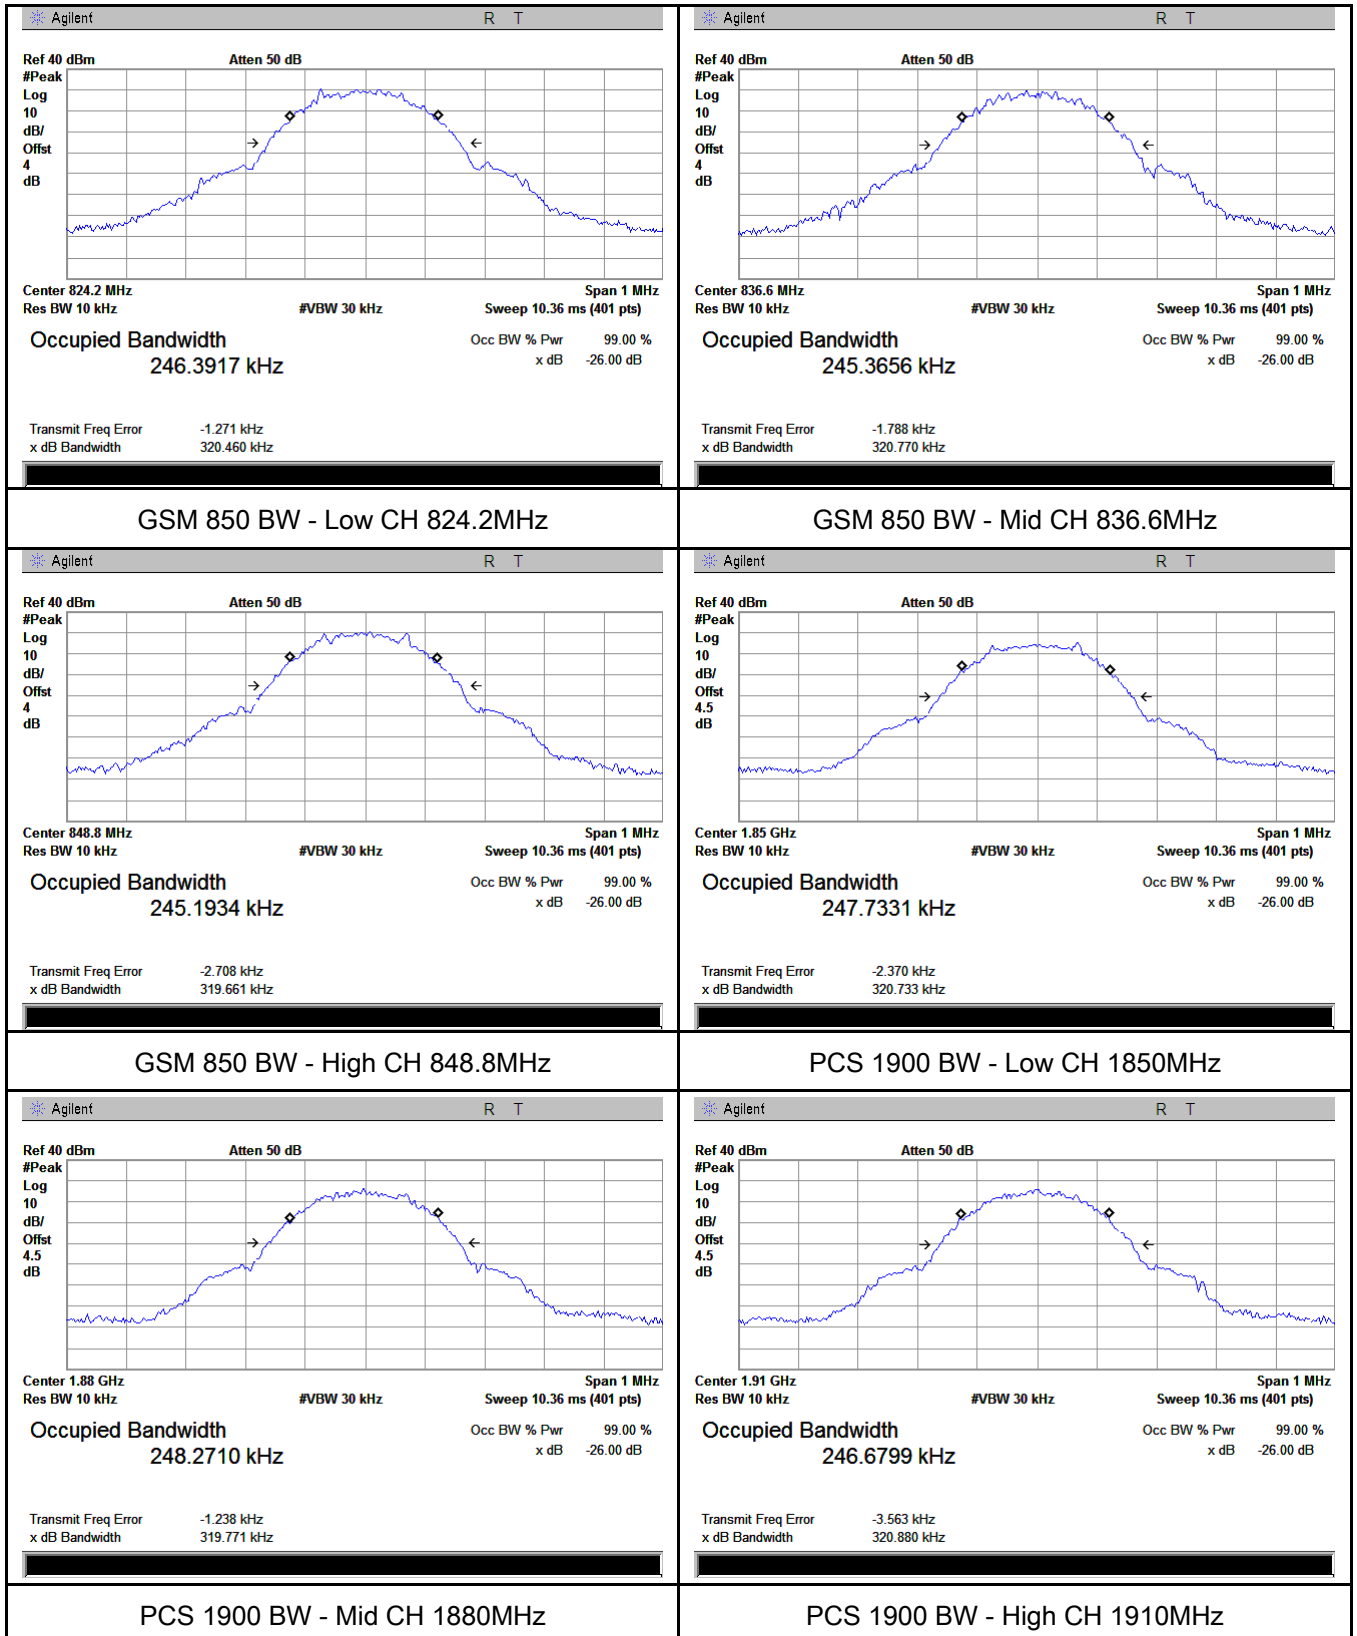 Agilent R T
Ref 40 dBm Atten 50 dB
#Peak
Log
10
dB/
Offst
4
dB
Center 824.2 MHz Span 1 MHz
Res BW 10 kHz #VBW 30 kHz Sweep 10.36 ms (401 pts)
Occupied Bandwidth Occ BW % Pwr 99.00 %
246.3917 kHz x dB -26.00 dB
Transmit Freq Error -1.271 kHz
x dB Bandwidth 320.460 kHz
GSM 850 BW - Low CH 824.2MHz
Agilent R T
Ref 40 dBm Atten 50 dB
#Peak
Log
10
dB/
Offst
4
dB
Center 836.6 MHz Span 1 MHz
Res BW 10 kHz #VBW 30 kHz Sweep 10.36 ms (401 pts)
Occupied Bandwidth Occ BW % Pwr 99.00 %
245.3656 kHz x dB -26.00 dB
Transmit Freq Error -1.788 kHz
x dB Bandwidth 320.770 kHz
GSM 850 BW - Mid CH 836.6MHz
Agilent R T
Ref 40 dBm Atten 50 dB
#Peak
Log
10
dB/
Offst
4
dB
Center 848.8 MHz Span 1 MHz
Res BW 10 kHz #VBW 30 kHz Sweep 10.36 ms (401 pts)
Occupied Bandwidth Occ BW % Pwr 99.00 %
245.1934 kHz x dB -26.00 dB
Transmit Freq Error -2.708 kHz
x dB Bandwidth 319.661 kHz
GSM 850 BW - High CH 848.8MHz
Agilent R T
Ref 40 dBm Atten 50 dB
#Peak
Log
10
dB/
Offst
4.5
dB
Center 1.85 GHz Span 1 MHz
Res BW 10 kHz #VBW 30 kHz Sweep 10.36 ms (401 pts)
Occupied Bandwidth Occ BW % Pwr 99.00 %
247.7331 kHz x dB -26.00 dB
Transmit Freq Error -2.370 kHz
x dB Bandwidth 320.733 kHz
PCS 1900 BW - Low CH 1850MHz
Agilent R T
Ref 40 dBm Atten 50 dB
#Peak
Log
10
dB/
Offst
4.5
dB
Center 1.88 GHz Span 1 MHz
Res BW 10 kHz #VBW 30 kHz Sweep 10.36 ms (401 pts)
Occupied Bandwidth Occ BW % Pwr 99.00 %
248.2710 kHz x dB -26.00 dB
Transmit Freq Error -1.238 kHz
x dB Bandwidth 319.771 kHz
PCS 1900 BW - Mid CH 1880MHz
Agilent R T
Ref 40 dBm Atten 50 dB
#Peak
Log
10
dB/
Offst
4.5
dB
Center 1.91 GHz Span 1 MHz
Res BW 10 kHz #VBW 30 kHz Sweep 10.36 ms (401 pts)
Occupied Bandwidth Occ BW % Pwr 99.00 %
246.6799 kHz x dB -26.00 dB
Transmit Freq Error -3.563 kHz
x dB Bandwidth 320.880 kHz
PCS 1900 BW - High CH 1910MHz